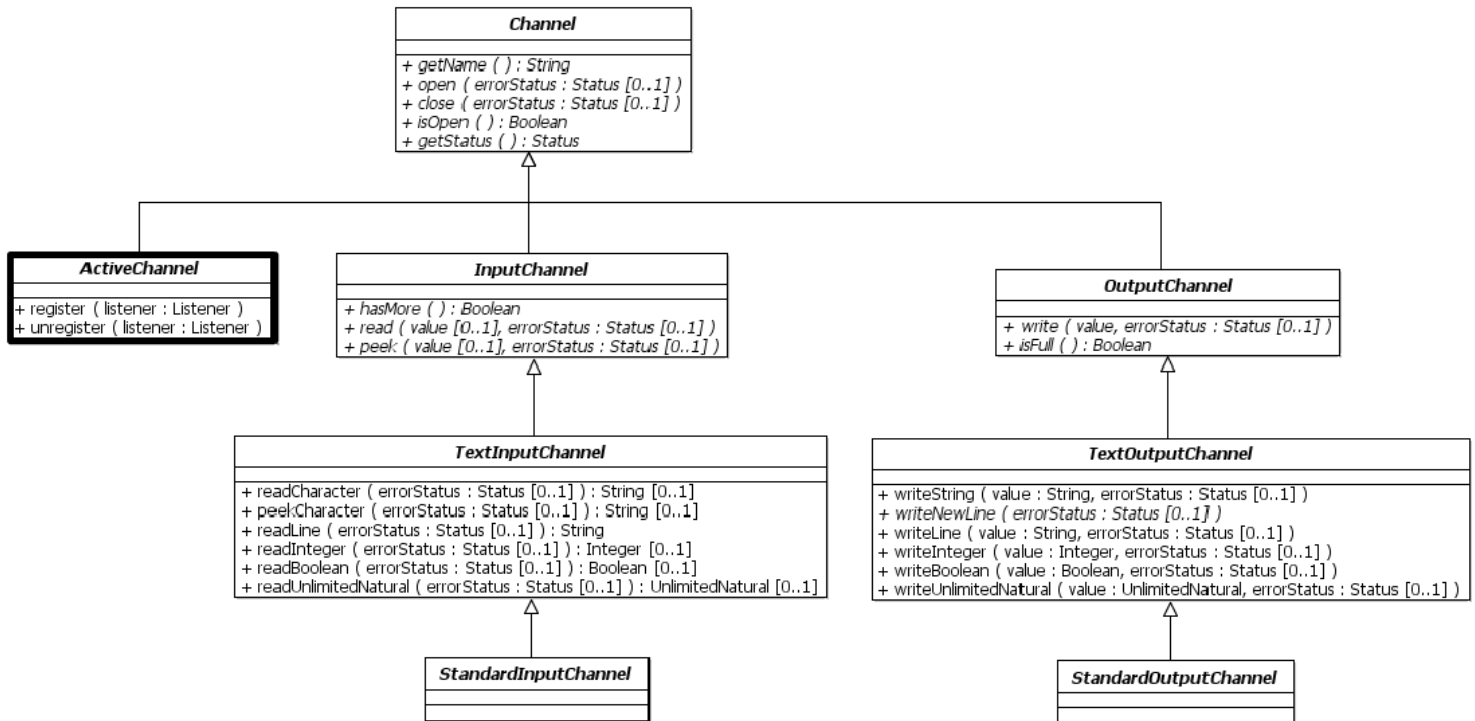 Channel
+ getName ( ) : String
+ open ( errorStatus : Status [0..1] )
+ close ( errorStatus : Status [0..1] )
+ isOpen ( ) : Boolean
+ getStatus ( ) : Status
ActiveChannel
+ register ( listener : Listener )
+ unregister ( listener : Listener )
InputChannel
+ hasMore ( ) : Boolean
+ read ( value [0..1], errorStatus : Status [0..1] )
+ peek ( value [0..1], errorStatus : Status [0..1] )
OutputChannel
+ write ( value, errorStatus : Status [0..1] )
+ isFull ( ) : Boolean
TextInputChannel
+ readCharacter ( errorStatus : Status [0..1] ) : String [0..1]
+ peekCharacter ( errorStatus : Status [0..1] ) : String [0..1]
+ readLine ( errorStatus : Status [0..1] ) : String
+ readInteger ( errorStatus : Status [0..1] ) : Integer [0..1]
+ readBoolean ( errorStatus : Status [0..1] ) : Boolean [0..1]
+ readUnlimitedNatural ( errorStatus : Status [0..1] ) : UnlimitedNatural [0..1]
TextOutputChannel
+ writeString ( value : String, errorStatus : Status [0..1] )
+ writeNewLine ( errorStatus : Status [0..1] )
+ writeLine ( value : String, errorStatus : Status [0..1] )
+ writeInteger ( value : Integer, errorStatus : Status [0..1] )
+ writeBoolean ( value : Boolean, errorStatus : Status [0..1] )
+ writeUnlimitedNatural ( value : UnlimitedNatural, errorStatus : Status [0..1] )
StandardInputChannel
StandardOutputChannel